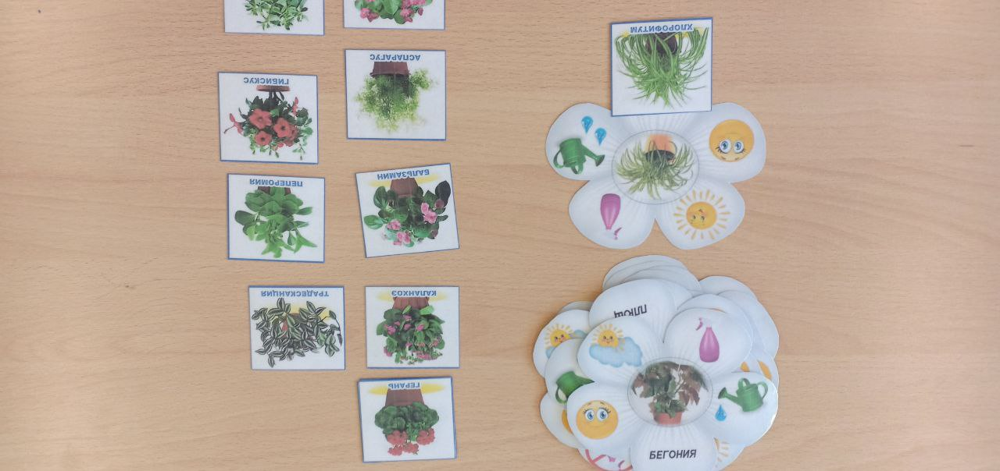 ХЛОРОФИТУМ
АСПАРАГУС
ГИБИСКУС
БАЛЬЗАМИН
ПЕПЕРОМИЯ
ТРАДЕСКАНЦИЯ
КАЛАНХОЭ
ГЕРАНЬ
ПЛЮЩ
БЕГОНИЯ